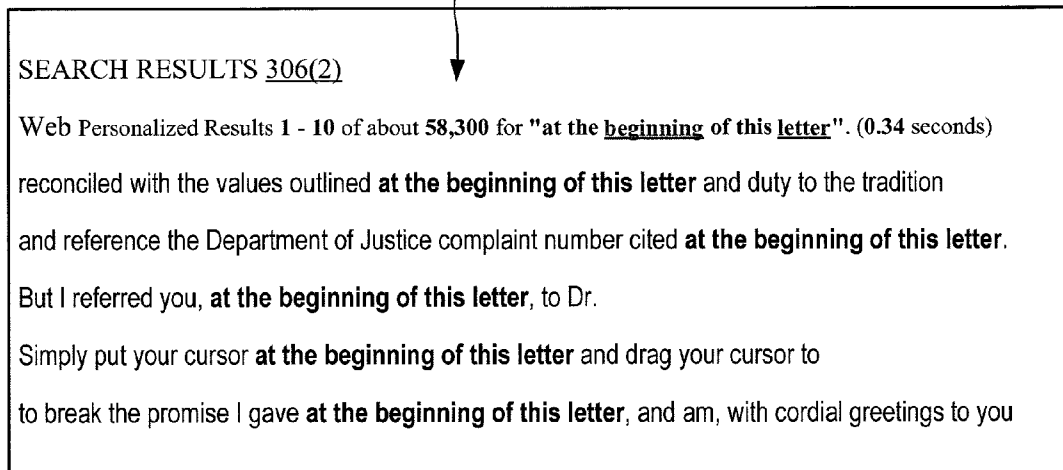 SEARCH RESULTS 306(2)
Web Personalized Results 1 - 10 of about 58,300 for "at the beginning of this letter". (0.34 seconds)
reconciled with the values outlined at the beginning of this letter and duty to the tradition
and reference the Department of Justice complaint number cited at the beginning of this letter.
But I referred you, at the beginning of this letter, to Dr.
Simply put your cursor at the beginning of this letter and drag your cursor to
to break the promise I gave at the beginning of this letter, and am, with cordial greetings to you